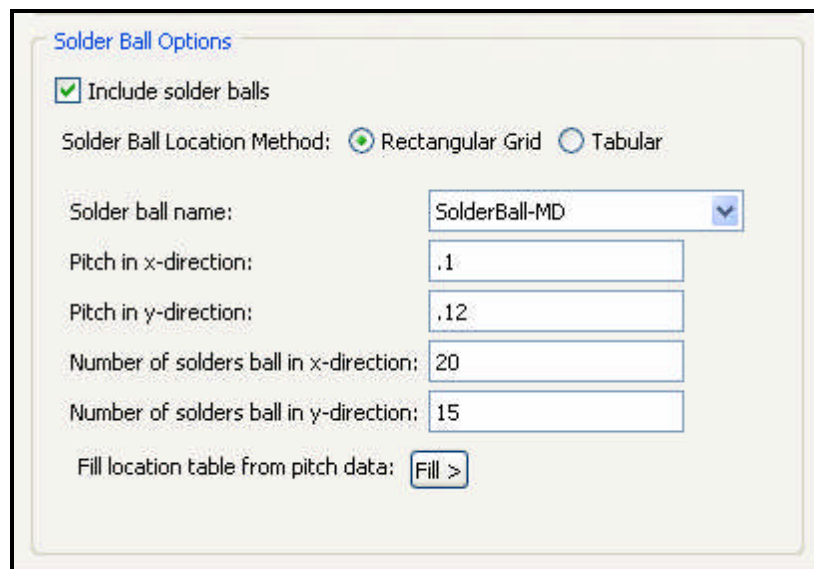 Solder Ball Options
Include solder balls
Solder Ball Location Method: Rectangular Grid Tabular
Solder ball name: SolderBall-MD
Pitch in x-direction: .1
Pitch in y-direction: .12
Number of solders ball in x-direction: 20
Number of solders ball in y-direction: 15
Fill location table from pitch data: Fill >